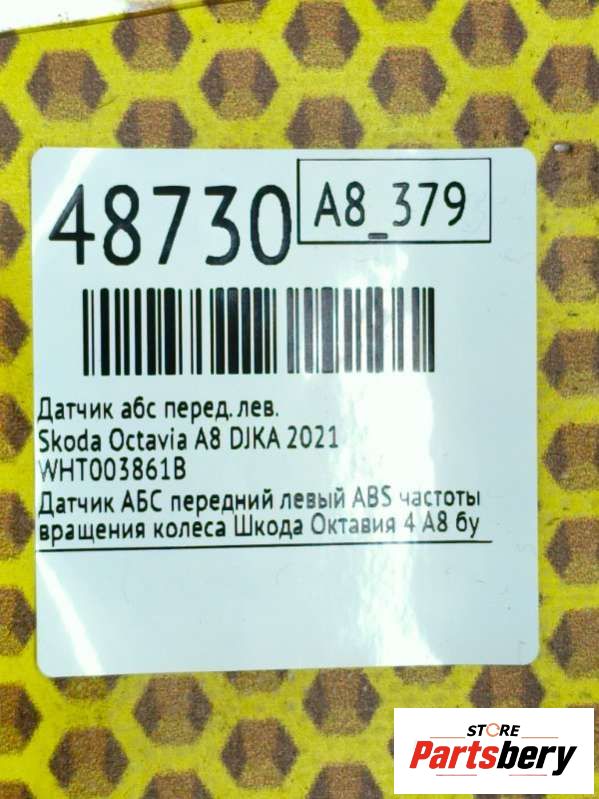 48730
A8_379
Датчик абс перед. лев.
Skoda Octavia A8 DJKA 2021
WHT003861B
Датчик АБС передний левый ABS частоты
вращения колеса Шкода Октавия 4 А8 бу
STORE
Partsbery